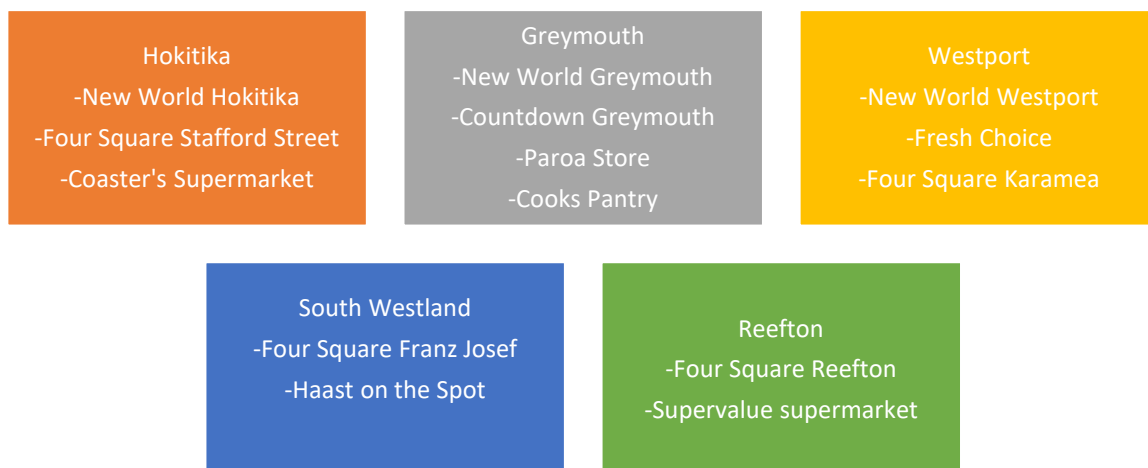 Hokitika
-New World Hokitika
-Four Square Stafford Street
-Coaster's Supermarket
Greymouth
-New World Greymouth
-Countdown Greymouth
-Paroa Store
-Cooks Pantry
Westport
-New World Westport
-Fresh Choice
-Four Square Karamea
South Westland
-Four Square Franz Josef
-Haast on the Spot
Reefton
-Four Square Reefton
-Supervalue supermarket